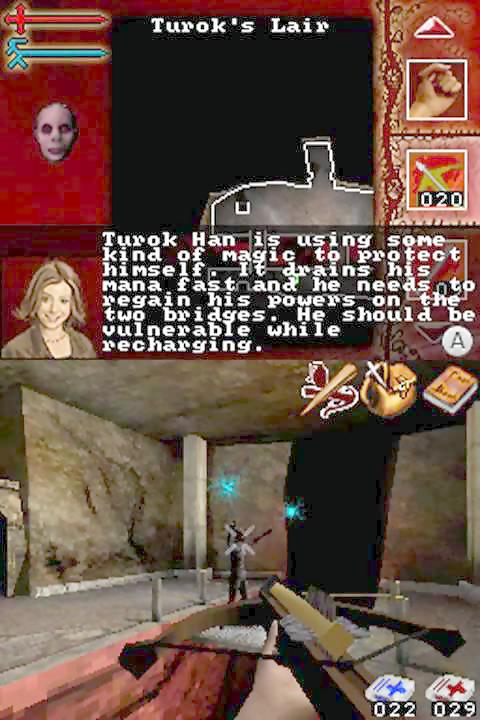 Turok's Lair
020
Turok Han is using some
kind of magic to protect
himself. It drains his
mana fast and he needs to
regain his powers on the
two bridges. He should be
vulnerable while
recharging.
A
022
029